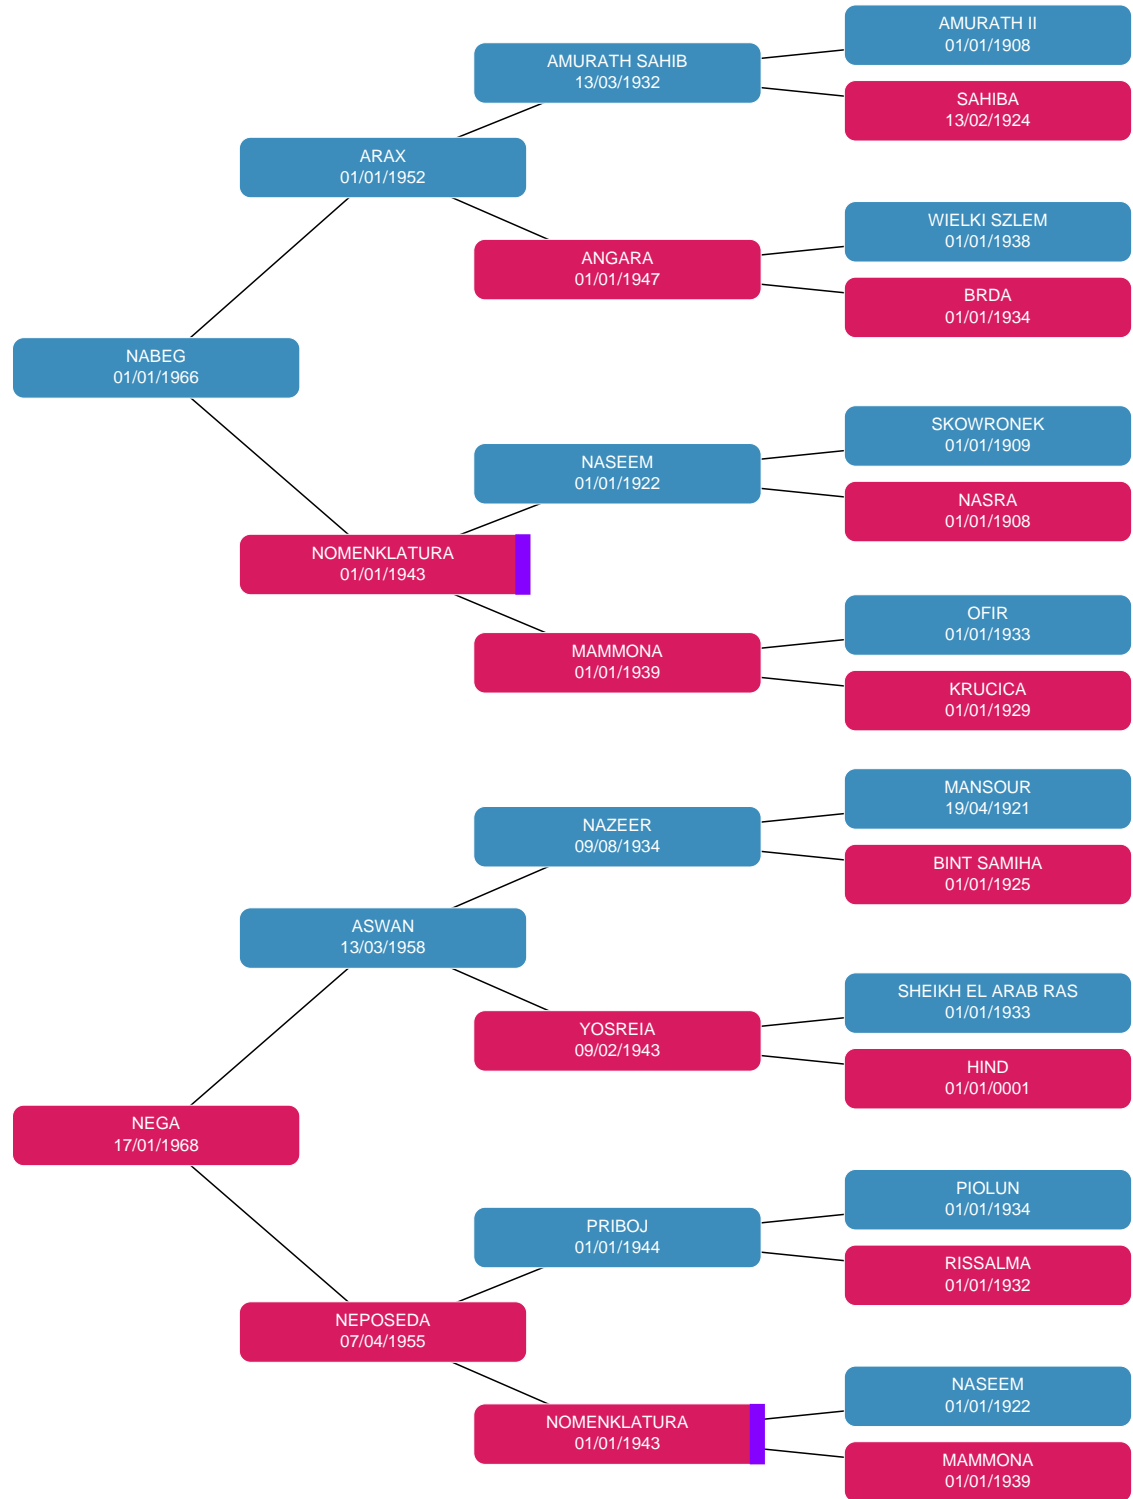 AMURATH II
01/01/1908
AMURATH SAHIB
13/03/1932
SAHIBA
13/02/1924
ARAX
01/01/1952
WIELKI SZLEM
01/01/1938
ANGARA
01/01/1947
BRDA
01/01/1934
NABEG
01/01/1966
SKOWRONEK
01/01/1909
NASEEM
01/01/1922
NASRA
01/01/1908
NOMENKLATURA
01/01/1943
OFIR
01/01/1933
MAMMONA
01/01/1939
KRUCICA
01/01/1929
MANSOUR
19/04/1921
NAZEER
09/08/1934
BINT SAMIHA
01/01/1925
ASWAN
13/03/1958
SHEIKH EL ARAB RAS
01/01/1933
YOSREIA
09/02/1943
HIND
01/01/0001
NEGA
17/01/1968
PIOLUN
01/01/1934
PRIBOJ
01/01/1944
RISSALMA
01/01/1932
NEPOSEDA
07/04/1955
NASEEM
01/01/1922
NOMENKLATURA
01/01/1943
MAMMONA
01/01/1939